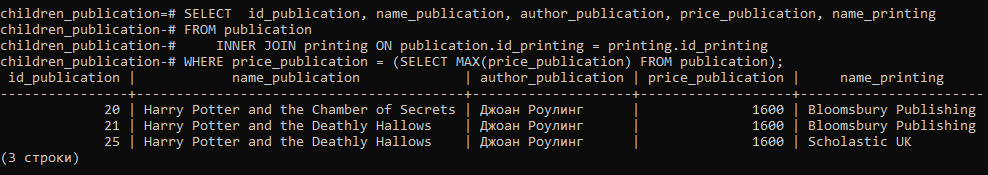 children_publication=# SELECT  id_publication, name_publication, author_publication, price_publication, name_printing
children_publication-# FROM publication
children_publication-#     INNER JOIN printing ON publication.id_printing = printing.id_printing
children_publication-# WHERE price_publication = (SELECT MAX(price_publication) FROM publication);
 id_publication |            name_publication             | author_publication | price_publication |     name_printing
----------------+-----------------------------------------+--------------------+-------------------+-----------------------
             20 | Harry Potter and the Chamber of Secrets | Джоан Роулинг      |              1600 | Bloomsbury Publishing
             21 | Harry Potter and the Deathly Hallows    | Джоан Роулинг      |              1600 | Bloomsbury Publishing
             25 | Harry Potter and the Deathly Hallows    | Джоан Роулинг      |              1600 | Scholastic UK
(3 строки)